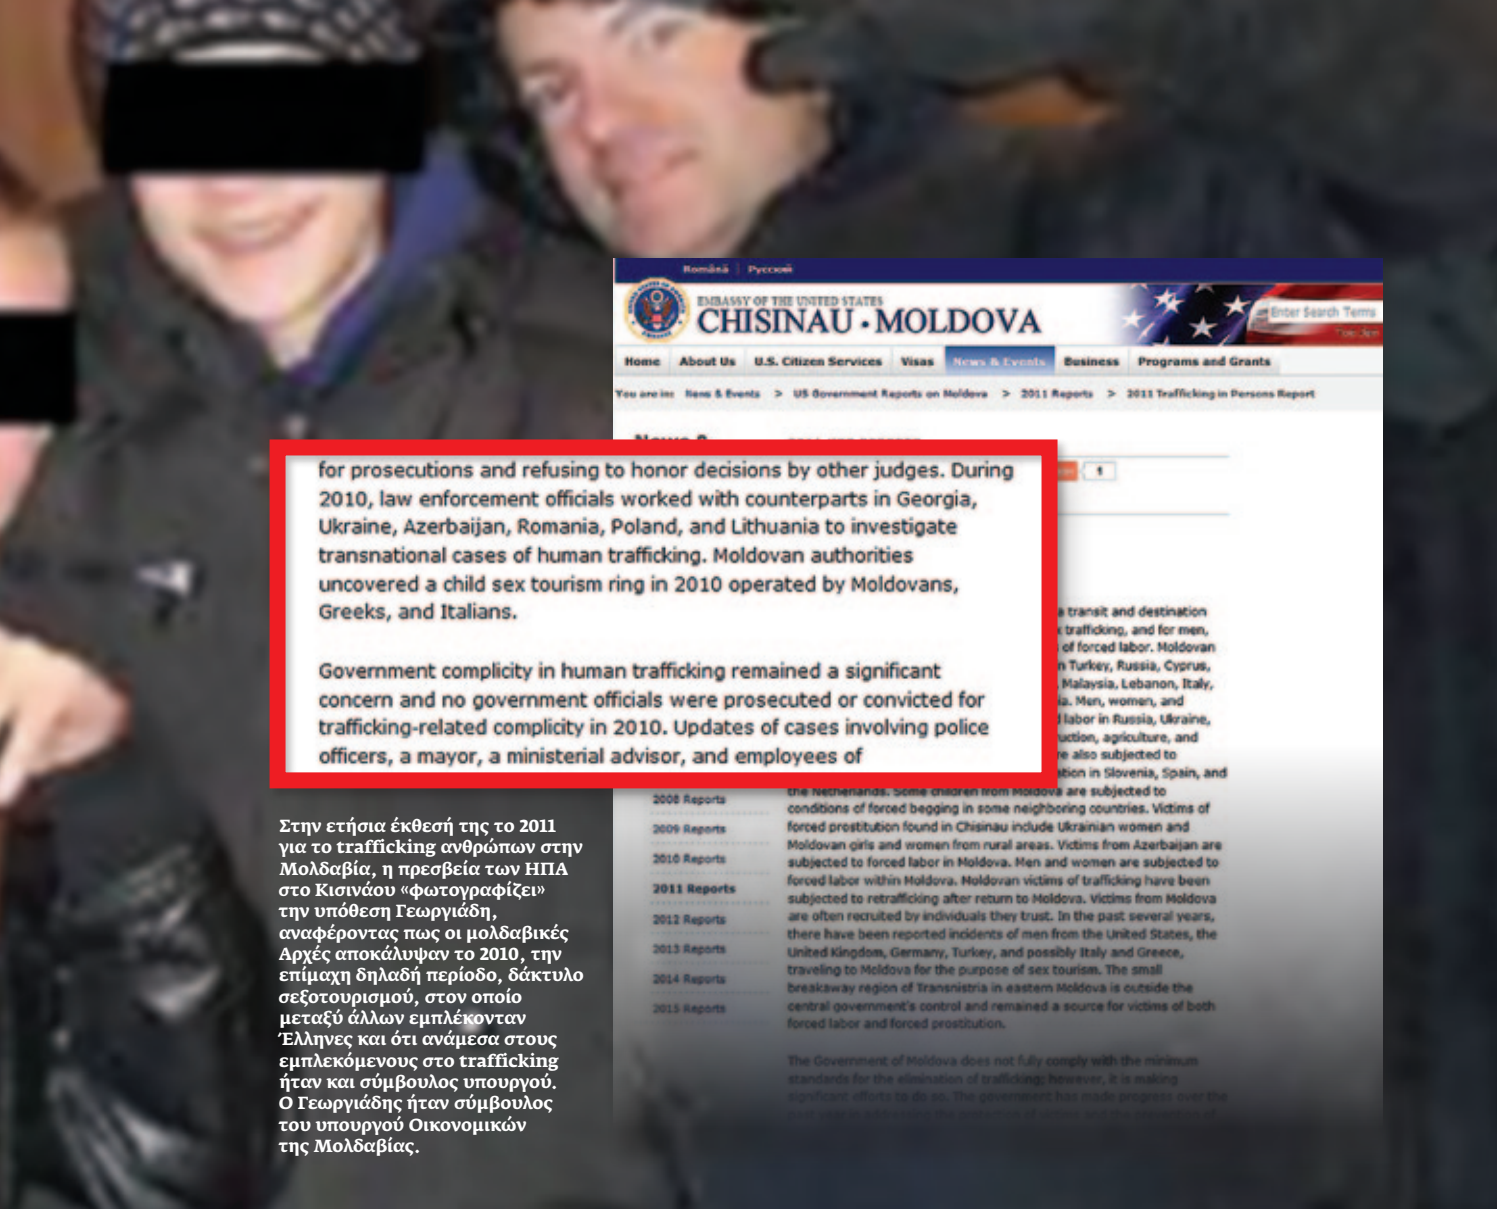 Română | Русский
EMBASSY OF THE UNITED STATES
CHISINAU • MOLDOVA
Enter Search Terms
Home About Us U.S. Citizen Services Visas News & Events Business Programs and Grants
You are in: News & Events > US Government Reports on Moldova > 2011 Reports > 2011 Trafficking in Persons Report
1
for prosecutions and refusing to honor decisions by other judges. During
2010, law enforcement officials worked with counterparts in Georgia,
Ukraine, Azerbaijan, Romania, Poland, and Lithuania to investigate
transnational cases of human trafficking. Moldovan authorities
uncovered a child sex tourism ring in 2010 operated by Moldovans,
Greeks, and Italians.
Government complicity in human trafficking remained a significant
concern and no government officials were prosecuted or convicted for
trafficking-related complicity in 2010. Updates of cases involving police
officers, a mayor, a ministerial advisor, and employees of
a transit and destination
trafficking, and for men,
of forced labor. Moldovan
Turkey, Russia, Cyprus,
Malaysia, Lebanon, Italy,
Men, women, and
labor in Russia, Ukraine,
agriculture, and
also subjected to
in Slovenia, Spain, and
the Netherlands. Some children from Moldova are subjected to
conditions of forced begging in some neighboring countries. Victims of
forced prostitution found in Chisinau include Ukrainian women and
Moldovan girls and women from rural areas. Victims from Azerbaijan are
subjected to forced labor in Moldova. Men and women are subjected to
forced labor within Moldova. Moldovan victims of trafficking have been
subjected to retrafficking after return to Moldova. Victims from Moldova
are often recruited by individuals they trust. In the past several years,
there have been reported incidents of men from the United States, the
United Kingdom, Germany, Turkey, and possibly Italy and Greece,
traveling to Moldova for the purpose of sex tourism. The small
breakaway region of Transnistria in eastern Moldova is outside the
central government's control and remained a source for victims of both
forced labor and forced prostitution.
The Government of Moldova does not fully comply with the minimum
standards for the elimination of trafficking; however, it is making
significant efforts to do so. The government has made progress over the
2008 Reports
2009 Reports
2010 Reports
2011 Reports
2012 Reports
2013 Reports
2014 Reports
2015 Reports
Στην ετήσια έκθεσή της το 2011
για το trafficking ανθρώπων στην
Μολδαβία, η πρεσβεία των ΗΠΑ
στο Κισινάου «φωτογραφίζει»
την υπόθεση Γεωργιάδη,
αναφέροντας πως οι μολδαβικές
Αρχές αποκάλυψαν το 2010, την
επίμαχη δηλαδή περίοδο, δάκτυλο
σεξοτουρισμού, στον οποίο
μεταξύ άλλων εμπλέκονταν
Έλληνες και ότι ανάμεσα στους
εμπλεκόμενους στο trafficking
ήταν και σύμβουλος υπουργού.
Ο Γεωργιάδης ήταν σύμβουλος
του υπουργού Οικονομικών
της Μολδαβίας.